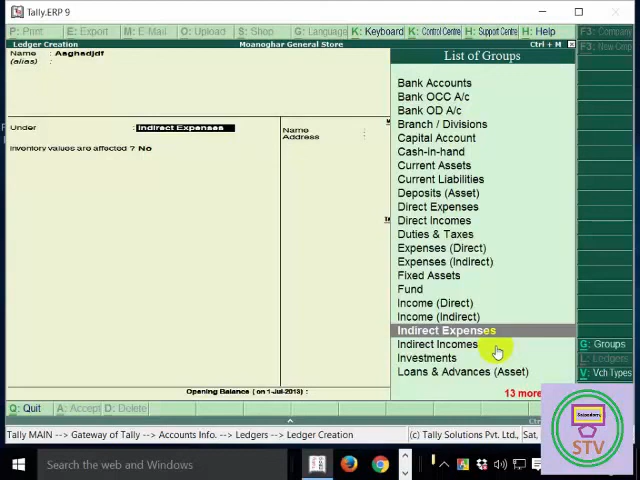 Tally.ERP 9
P: Print E: Export M: E-Mail O: Upload S: Shop G: Language K: Keyboard K: Control Centre H: Support Centre H: Help F3: Company
Ledger Creation Moanoghar General Store Ctrl + M
Name : Asghadjdf
(alias) :
List of Groups
Bank Accounts
Bank OCC A/c
Bank OD A/c
Branch / Divisions
Capital Account
Cash-in-hand
Current Assets
Current Liabilities
Deposits (Asset)
Direct Expenses
Direct Incomes
Duties & Taxes
Expenses (Direct)
Expenses (Indirect)
Fixed Assets
Fund
Income (Direct)
Income (Indirect)
Indirect Expenses
Indirect Incomes
Investments
Loans & Advances (Asset)
13 more
Under : Indirect Expenses
Inventory values are affected ? No
Name :
Address :
Opening Balance ( on 1-Jul-2013) :
G: Groups
L: Ledgers
V: Vch Types
Q: Quit A: Accept D: Delete
Tally MAIN --> Gateway of Tally --> Accounts Info. --> Ledgers --> Ledger Creation (c) Tally Solutions Pvt. Ltd., Sat,
Search the web and Windows
STV